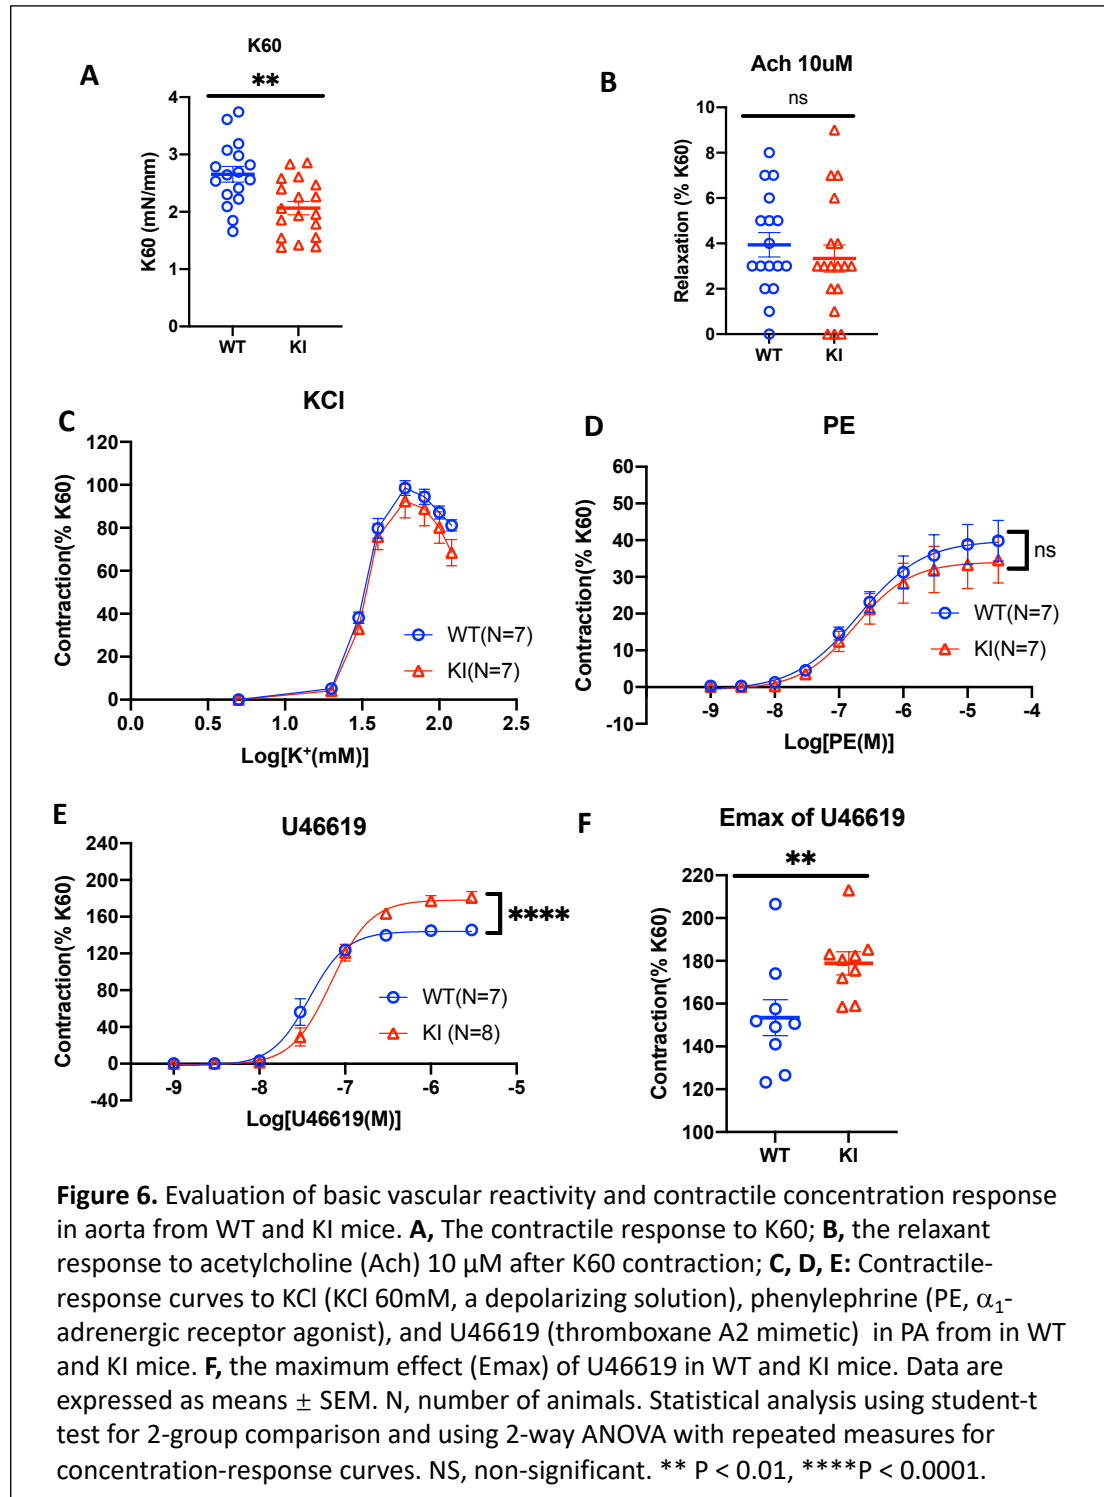 K60
A
**
K60 (mN/mm)
4
3
2
1
0
WT
KI
Ach 10uM
B
ns
Relaxation (% K60)
10
8
6
4
2
0
WT
KI
KCl
C
Contraction(% K60)
120
100
80
60
40
20
0
0.0 0.5 1.0 1.5 2.0 2.5
Log[K+(mM)]
WT(N=7)
KI(N=7)
D
PE
Contraction(% K60)
60
50
40
30
20
10
0
-10
-9 -8 -7 -6 -5 -4
Log[PE(M)]
ns
WT(N=7)
KI(N=7)
E
U46619
Contraction(% K60)
240
200
160
120
80
40
0
-40
-9 -8 -7 -6 -5
Log[U46619(M)]
****
WT(N=7)
KI (N=8)
F
Emax of U46619
**
Contraction(% K60)
220
200
180
160
140
120
100
WT
KI
Figure 6. Evaluation of basic vascular reactivity and contractile concentration response
in aorta from WT and KI mice. A, The contractile response to K60; B, the relaxant
response to acetylcholine (Ach) 10 μM after K60 contraction; C, D, E: Contractile-
response curves to KCl (KCl 60mM, a depolarizing solution), phenylephrine (PE, α1-
adrenergic receptor agonist), and U46619 (thromboxane A2 mimetic) in PA from in WT
and KI mice. F, the maximum effect (Emax) of U46619 in WT and KI mice. Data are
expressed as means ± SEM. N, number of animals. Statistical analysis using student-t
test for 2-group comparison and using 2-way ANOVA with repeated measures for
concentration-response curves. NS, non-significant. ** P < 0.01, ****P < 0.0001.